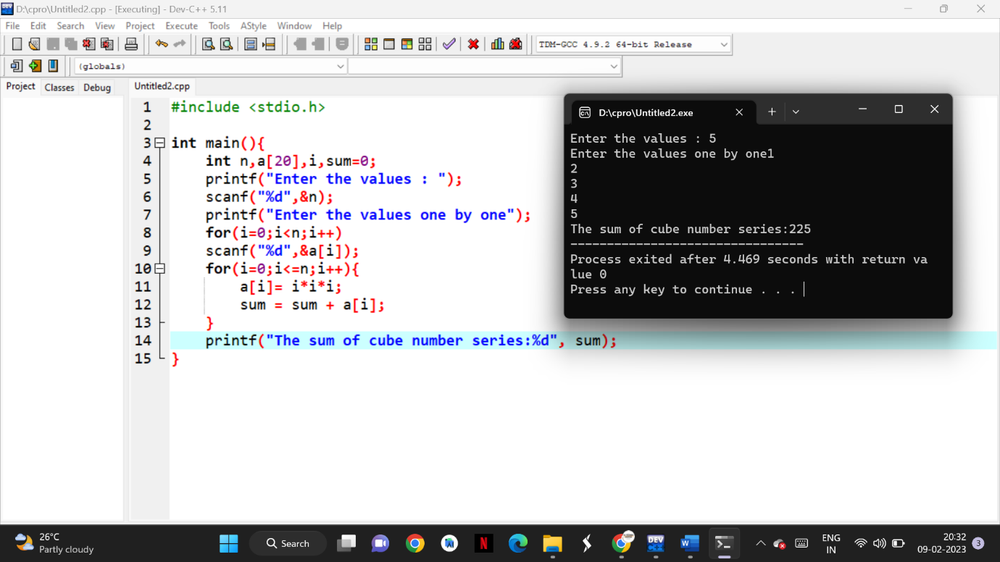 D:\cpro\Untitled2.cpp - [Executing] - Dev-C++ 5.11
File Edit Search View Project Execute Tools AStyle Window Help
TDM-GCC 4.9.2 64-bit Release
(globals)
Project Classes Debug
Untitled2.cpp
1 #include <stdio.h>
2
3 int main(){
4 int n,a[20],i,sum=0;
5 printf("Enter the values : ");
6 scanf("%d",&n);
7 printf("Enter the values one by one");
8 for(i=0;i<n;i++)
9 scanf("%d",&a[i]);
10 for(i=0;i<=n;i++){
11 a[i]= i*i*i;
12 sum = sum + a[i];
13 }
14 printf("The sum of cube number series:%d", sum);
15 }
D:\cpro\Untitled2.exe
Enter the values : 5
Enter the values one by one1
2
3
4
5
The sum of cube number series:225
--------------------------------
Process exited after 4.469 seconds with return va
lue 0
Press any key to continue . . .
26°C
Partly cloudy
Search
N
DEV
W
ENG
IN
20:32
09-02-2023
3